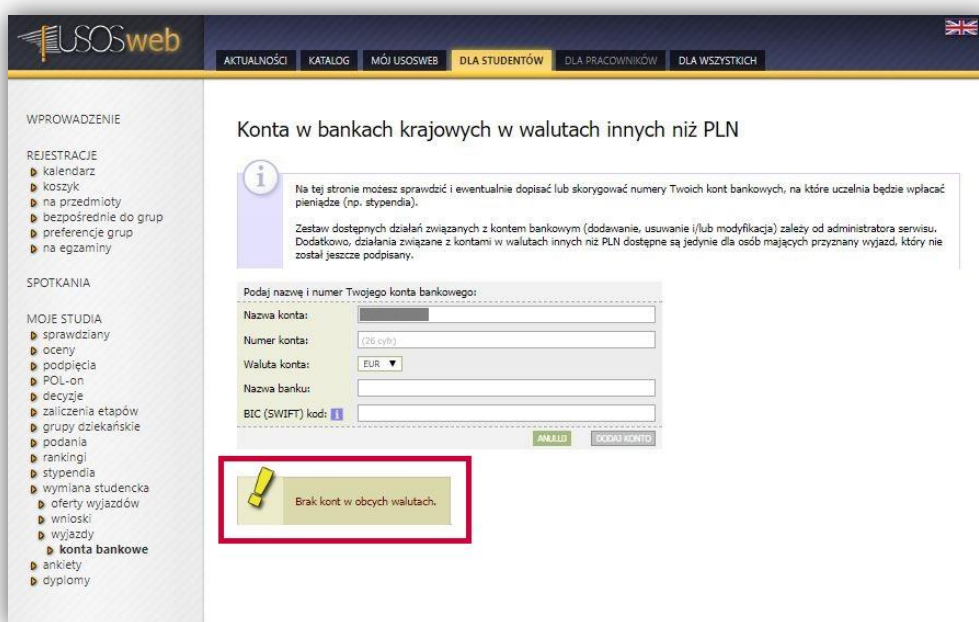 USOSweb
AKTUALNOŚCI KATALOG MÓJ USOSWEB DLA STUDENTÓW DLA PRACOWNIKÓW DLA WSZYSTKICH
WPROWADZENIE
REJESTRACJE
kalendarz
koszyk
na przedmioty
bezpośrednie do grup
preferencje grup
na egzaminy
SPOTKANIA
MOJE STUDIA
sprawdziany
oceny
podpięcia
POL-on
decyzje
zaliczenia etapów
grupy dziekańskie
podania
rankingi
stypendia
wymiana studencka
oferty wyjazdów
wnioski
wyjazdy
konta bankowe
ankiety
dyplomy
Konta w bankach krajowych w walutach innych niż PLN
i
Na tej stronie możesz sprawdzić i ewentualnie dopisać lub skorygować numery Twoich kont bankowych, na które uczelnia będzie wpłacać
pieniądze (np. stypendia).
Zestaw dostępnych działań związanych z kontem bankowym (dodawanie, usuwanie i/lub modyfikacja) zależy od administratora serwisu.
Dodatkowo, działania związane z kontami w walutach innych niż PLN dostępne są jedynie dla osób mających przyznany wyjazd, który nie
został jeszcze podpisany.
Podaj nazwę i numer Twojego konta bankowego:
Nazwa konta:
Numer konta: (26 cyfr)
Waluta konta: EUR
Nazwa banku:
BIC (SWIFT) kod: i
ANULUJ DODAJ KONTO
Brak kont w obcych walutach.